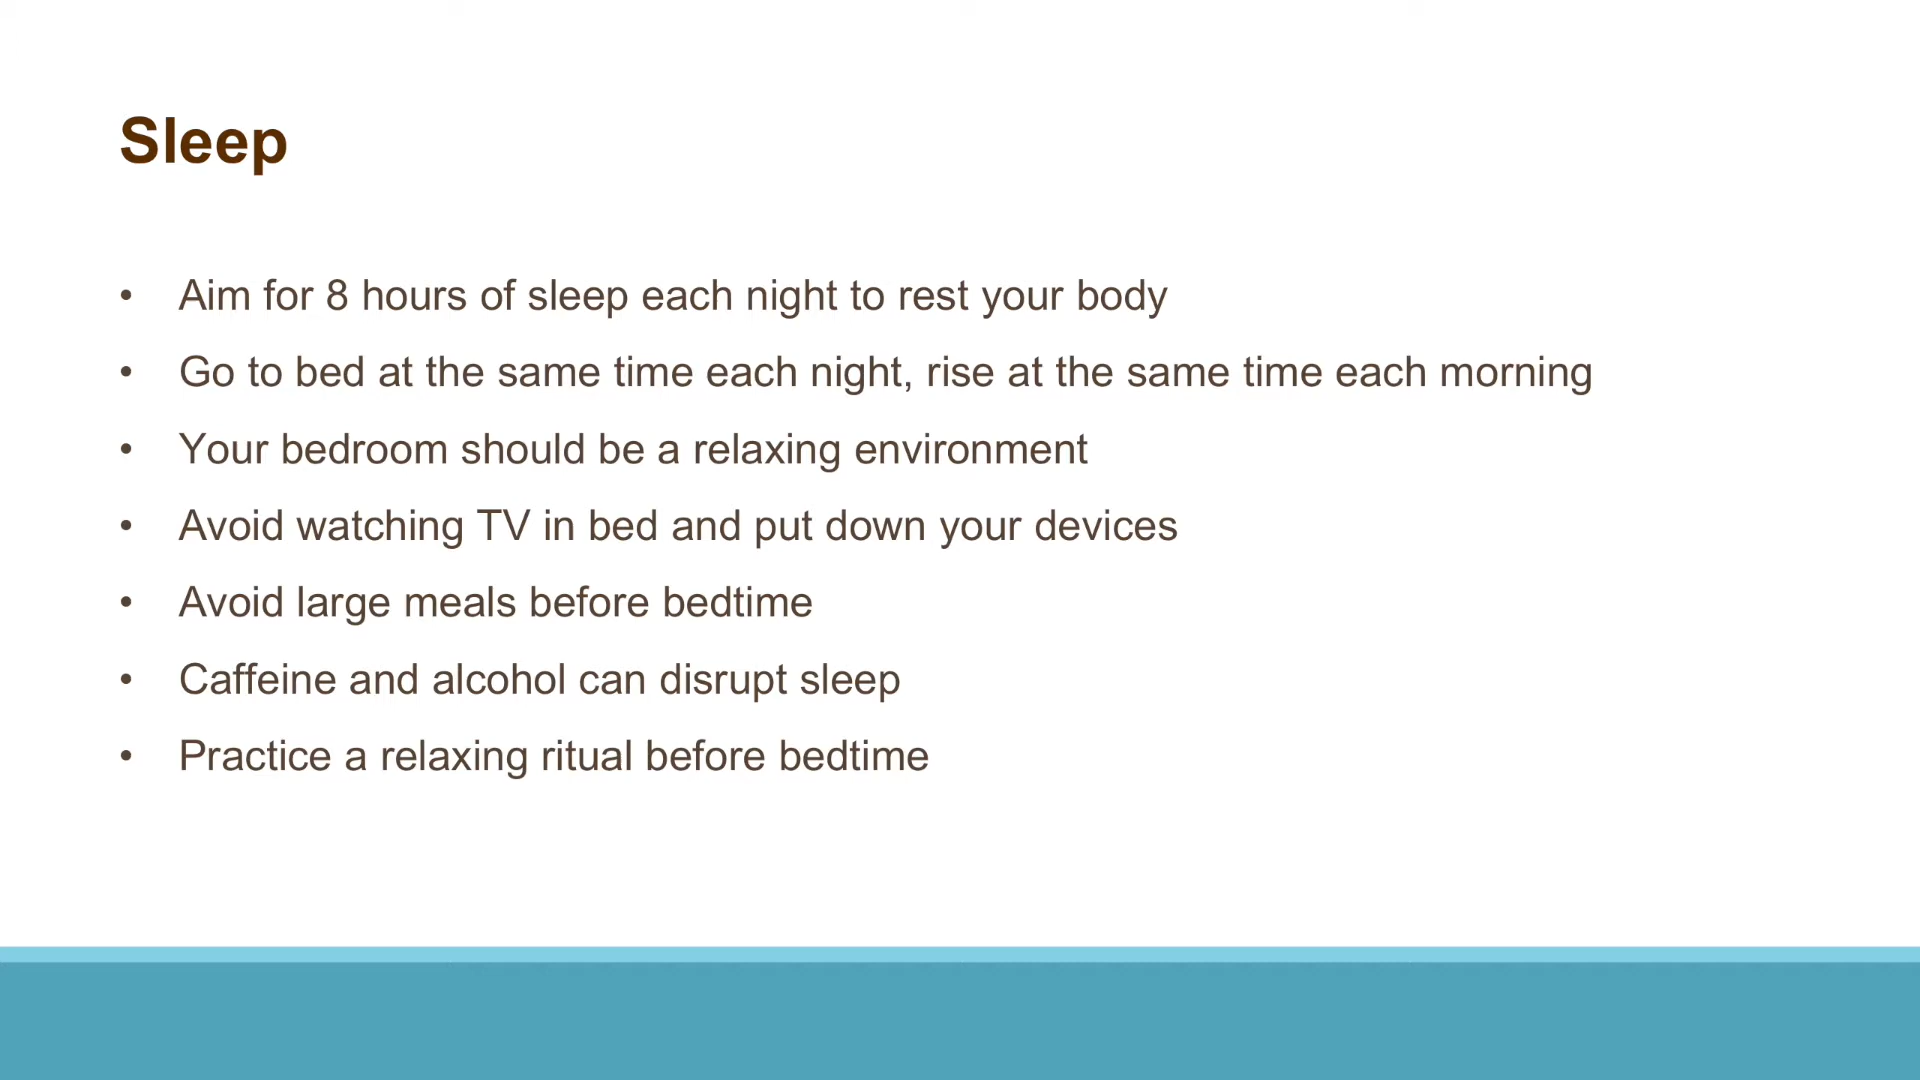 Sleep
• Aim for 8 hours of sleep each night to rest your body
• Go to bed at the same time each night, rise at the same time each morning
• Your bedroom should be a relaxing environment
• Avoid watching TV in bed and put down your devices
• Avoid large meals before bedtime
• Caffeine and alcohol can disrupt sleep
• Practice a relaxing ritual before bedtime